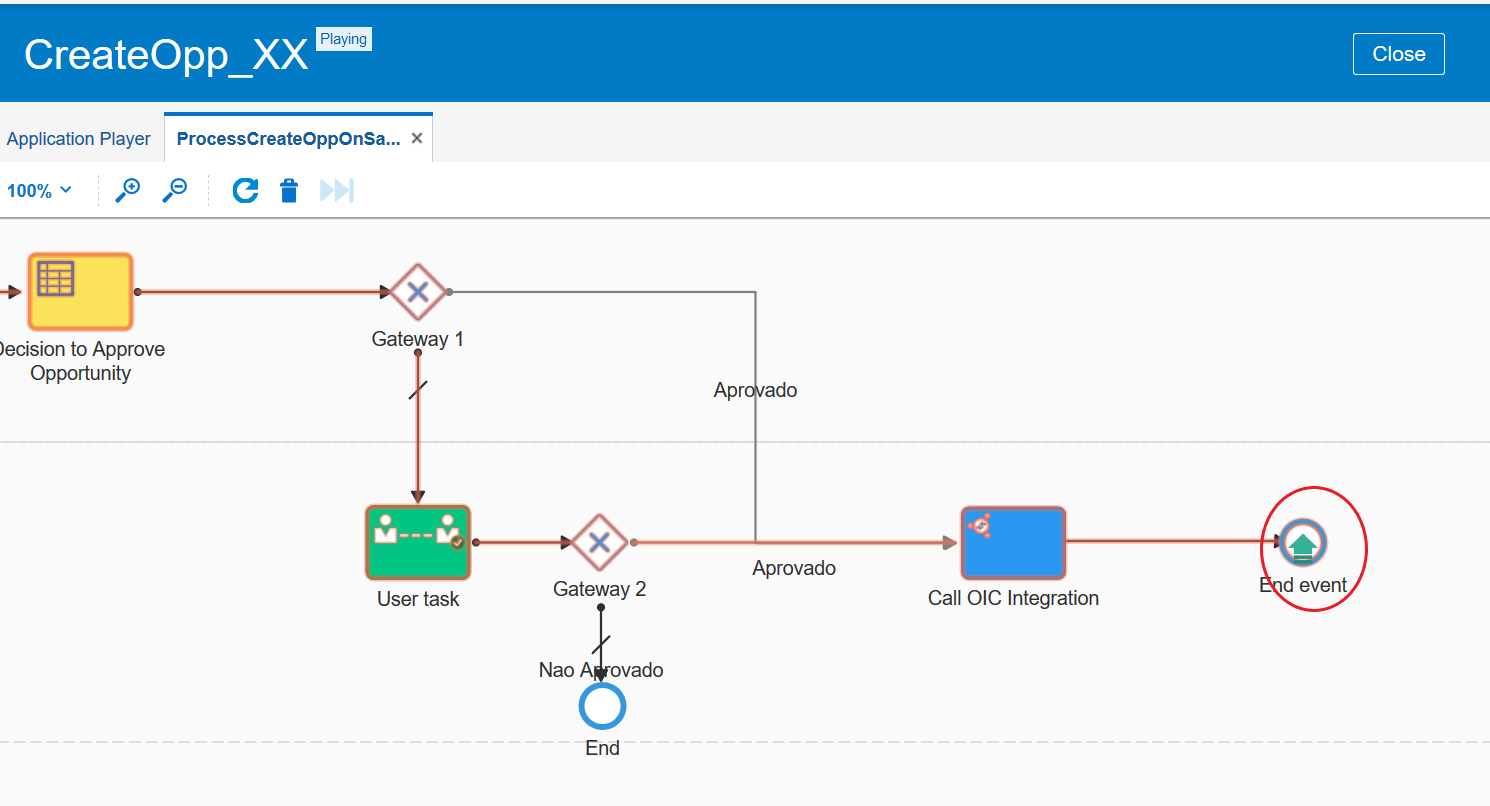 CreateOpp_XX
Playing
Close
Application Player
ProcessCreateOppOnSa...
100%
Decision to Approve
Opportunity
Gateway 1
Aprovado
User task
Gateway 2
Aprovado
Call OIC Integration
End event
Nao Aprovado
End